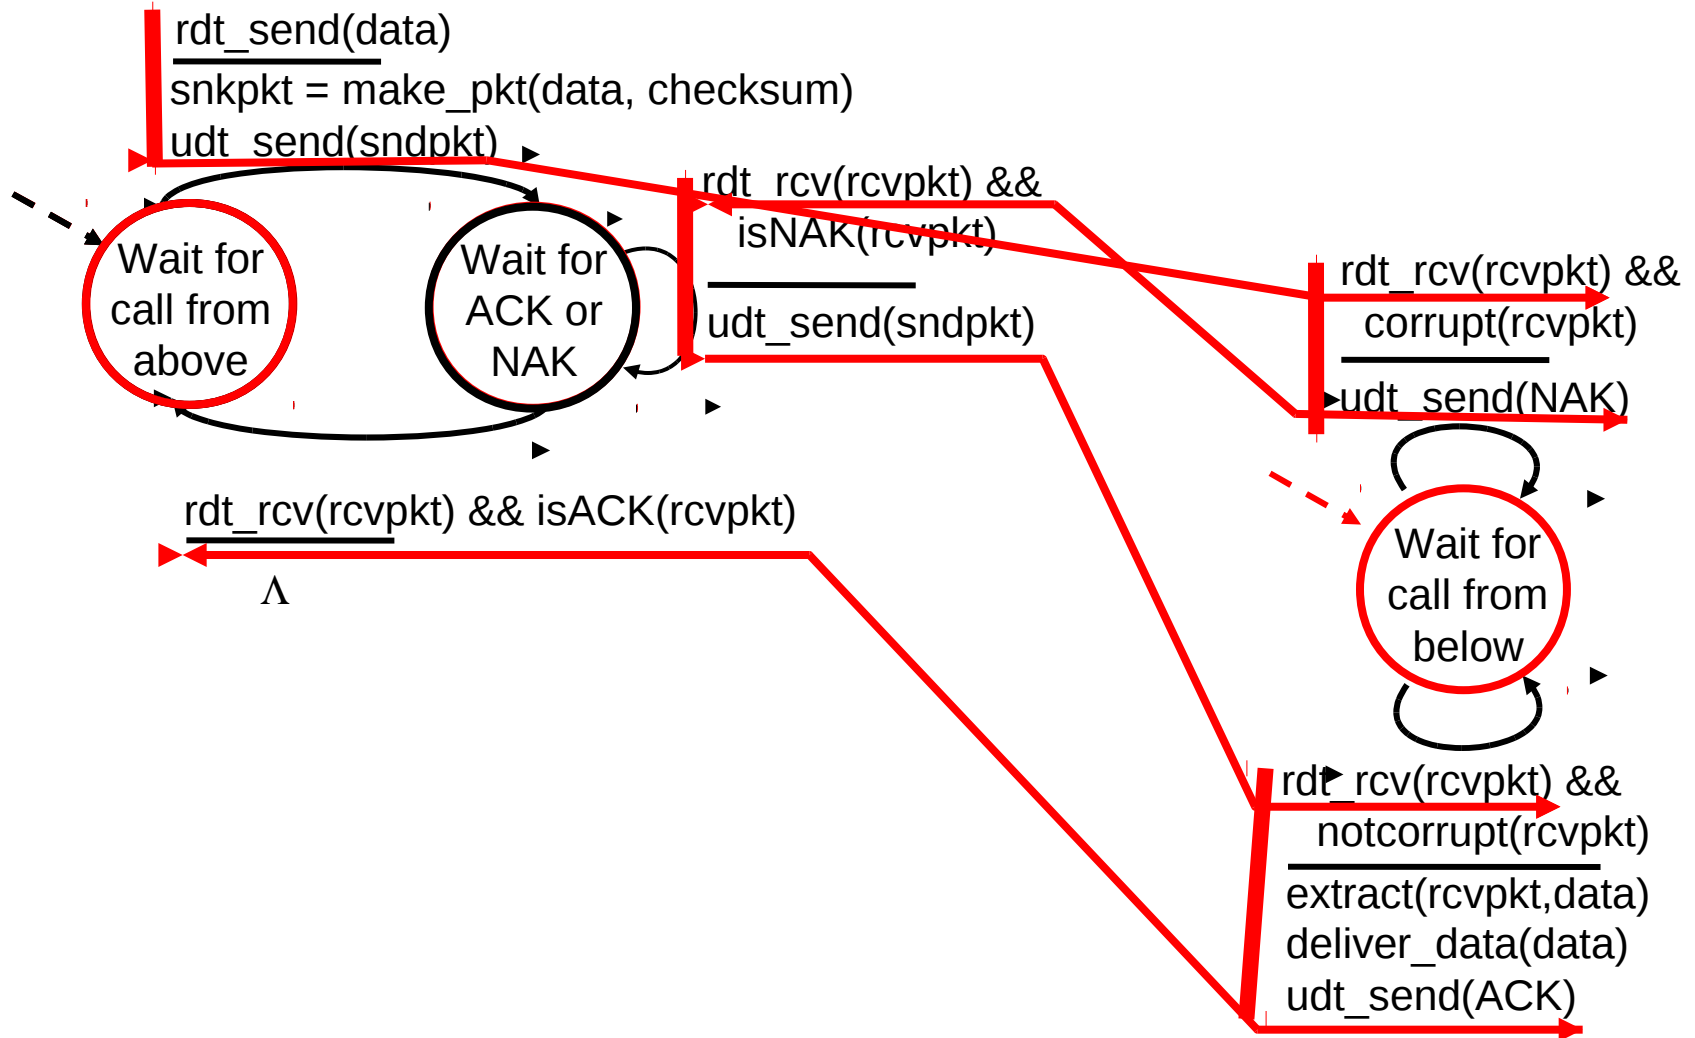 rdt_send(data)
snkpkt = make_pkt(data, checksum)
udt_send(sndpkt)
rdt_rcv(rcvpkt) &&
isNAK(rcvpkt)
udt_send(sndpkt)
Wait for
call from
above
Wait for
ACK or
NAK
rdt_rcv(rcvpkt) && isACK(rcvpkt)
Λ
rdt_rcv(rcvpkt) &&
corrupt(rcvpkt)
udt_send(NAK)
Wait for
call from
below
rdt_rcv(rcvpkt) &&
notcorrupt(rcvpkt)
extract(rcvpkt,data)
deliver_data(data)
udt_send(ACK)